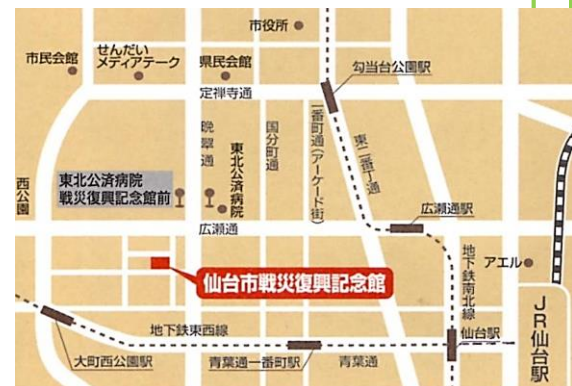 市役所
市民会館
せんだい
メディアテーク
県民会館
勾当台公園駅
定禅寺通
晩翠通
国分町通
一番町通(アーケード街)
東二番丁通
西公園
東北公済病院
戦災復興記念館前
東北公済病院
広瀬通駅
広瀬通
地下鉄南北線
アエル
仙台市戦災復興記念館
JR仙台駅
地下鉄東西線
仙台駅
大町西公園駅
青葉通一番町駅
青葉通